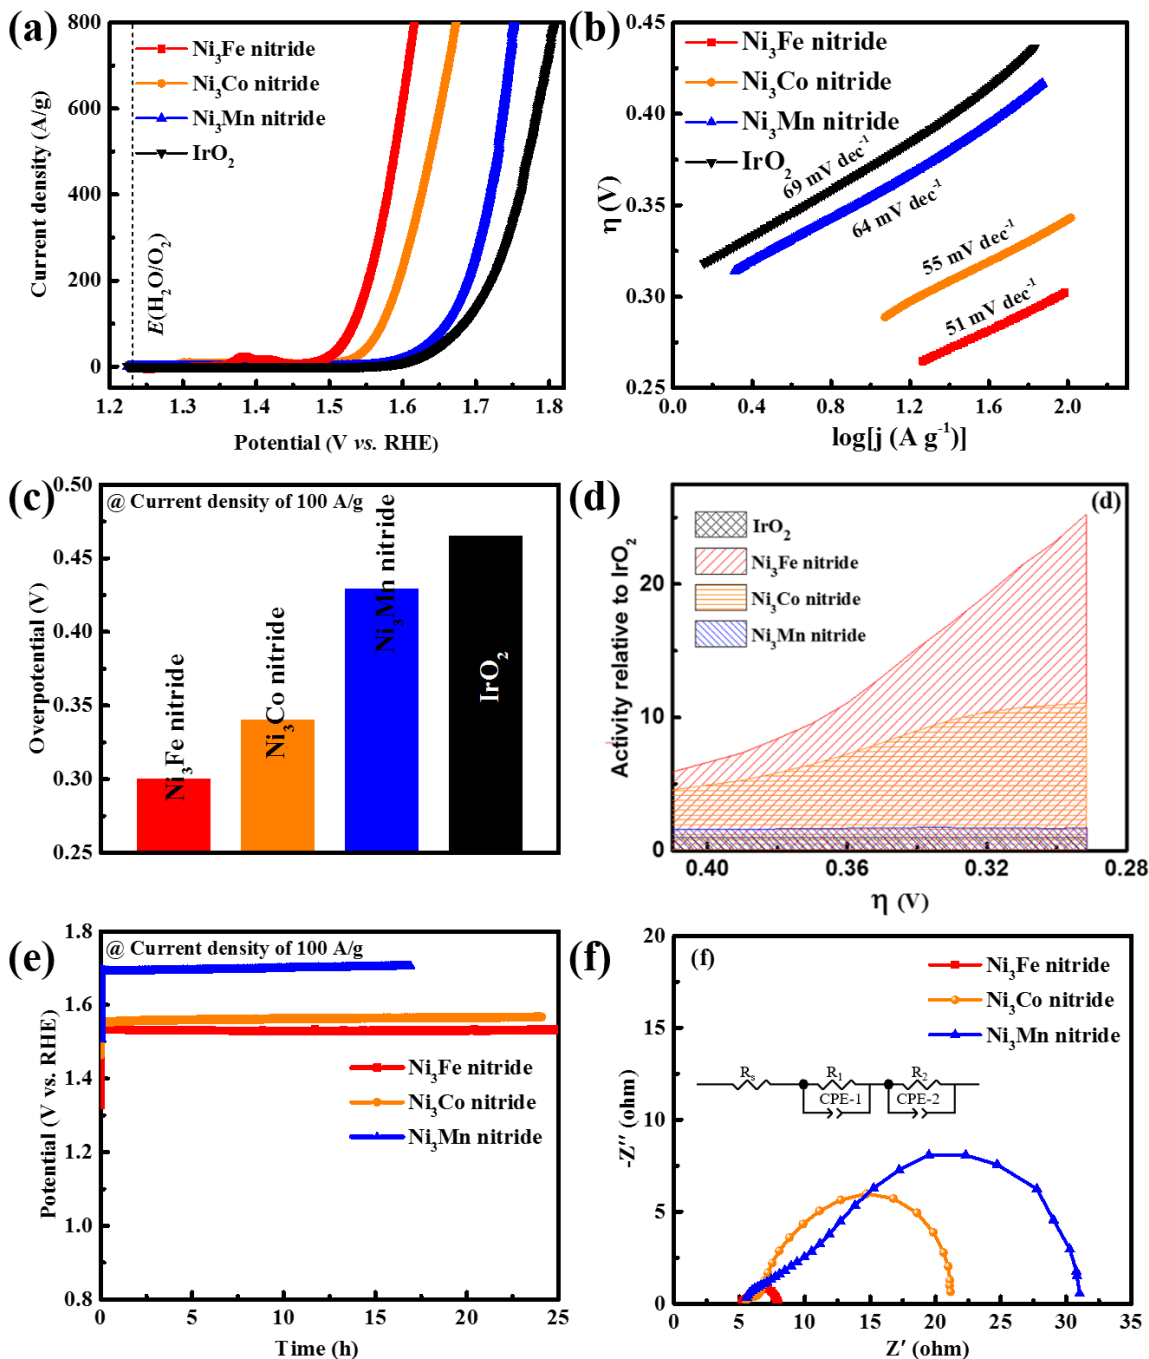 (a)
800
600
400
200
0
Current density (A/g)
Ni₃Fe nitride
Ni₃Co nitride
Ni₃Mn nitride
IrO₂
E(H₂O/O₂)
1.2 1.3 1.4 1.5 1.6 1.7 1.8
Potential (V vs. RHE)
(b)
0.45
0.40
0.35
0.30
0.25
η (V)
Ni₃Fe nitride
Ni₃Co nitride
Ni₃Mn nitride
IrO₂
69 mV dec⁻¹
64 mV dec⁻¹
55 mV dec⁻¹
51 mV dec⁻¹
0.0 0.4 0.8 1.2 1.6 2.0
log[j (A g⁻¹)]
(c)
0.50
0.45
0.40
0.35
0.30
0.25
Overpotential (V)
@ Current density of 100 A/g
Ni₃Fe nitride
Ni₃Co nitride
Ni₃Mn nitride
IrO₂
(d)
(d)
20
10
0
Activity relative to IrO₂
IrO₂
Ni₃Fe nitride
Ni₃Co nitride
Ni₃Mn nitride
0.40 0.36 0.32 0.28
η (V)
(e)
1.8
1.6
1.4
1.2
1.0
0.8
Potential (V vs. RHE)
@ Current density of 100 A/g
Ni₃Fe nitride
Ni₃Co nitride
Ni₃Mn nitride
0 5 10 15 20 25
Time (h)
(f)
(f)
20
15
10
5
0
-Z″ (ohm)
Ni₃Fe nitride
Ni₃Co nitride
Ni₃Mn nitride
Rₛ R₁ R₂
CPE-1 CPE-2
0 5 10 15 20 25 30 35
Z′ (ohm)